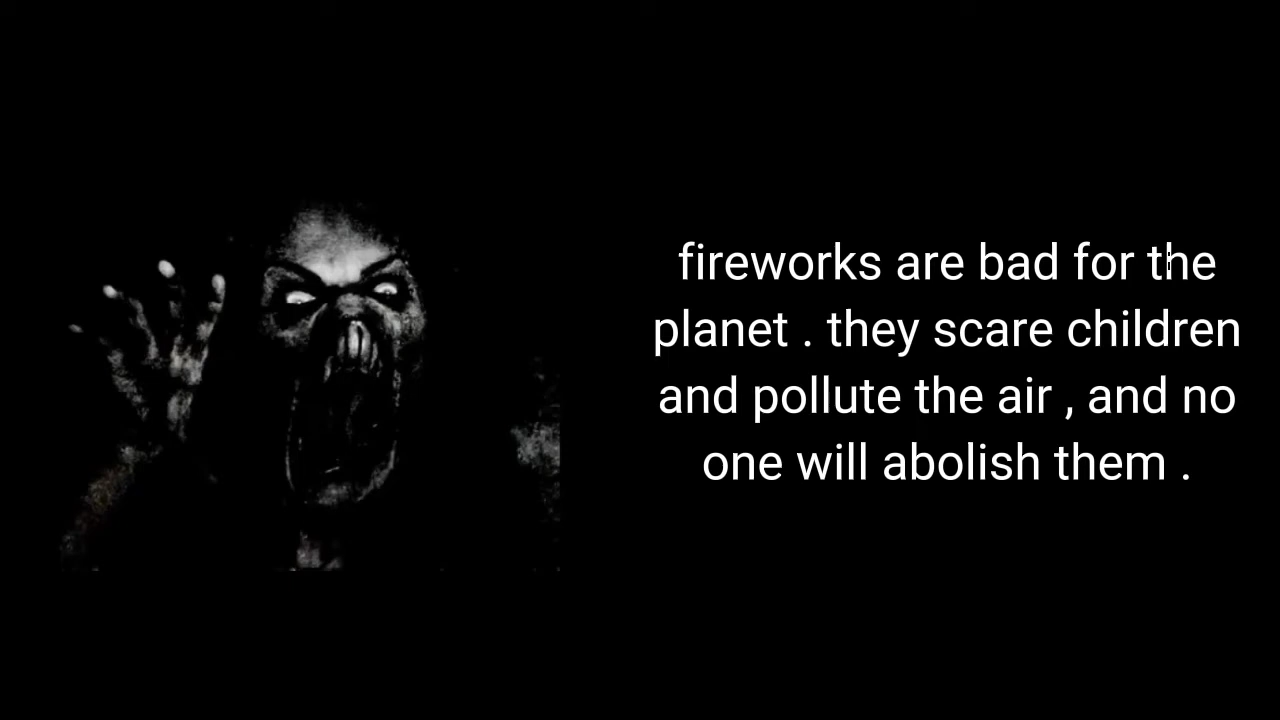 fireworks are bad for the
planet . they scare children
and pollute the air , and no
one will abolish them .